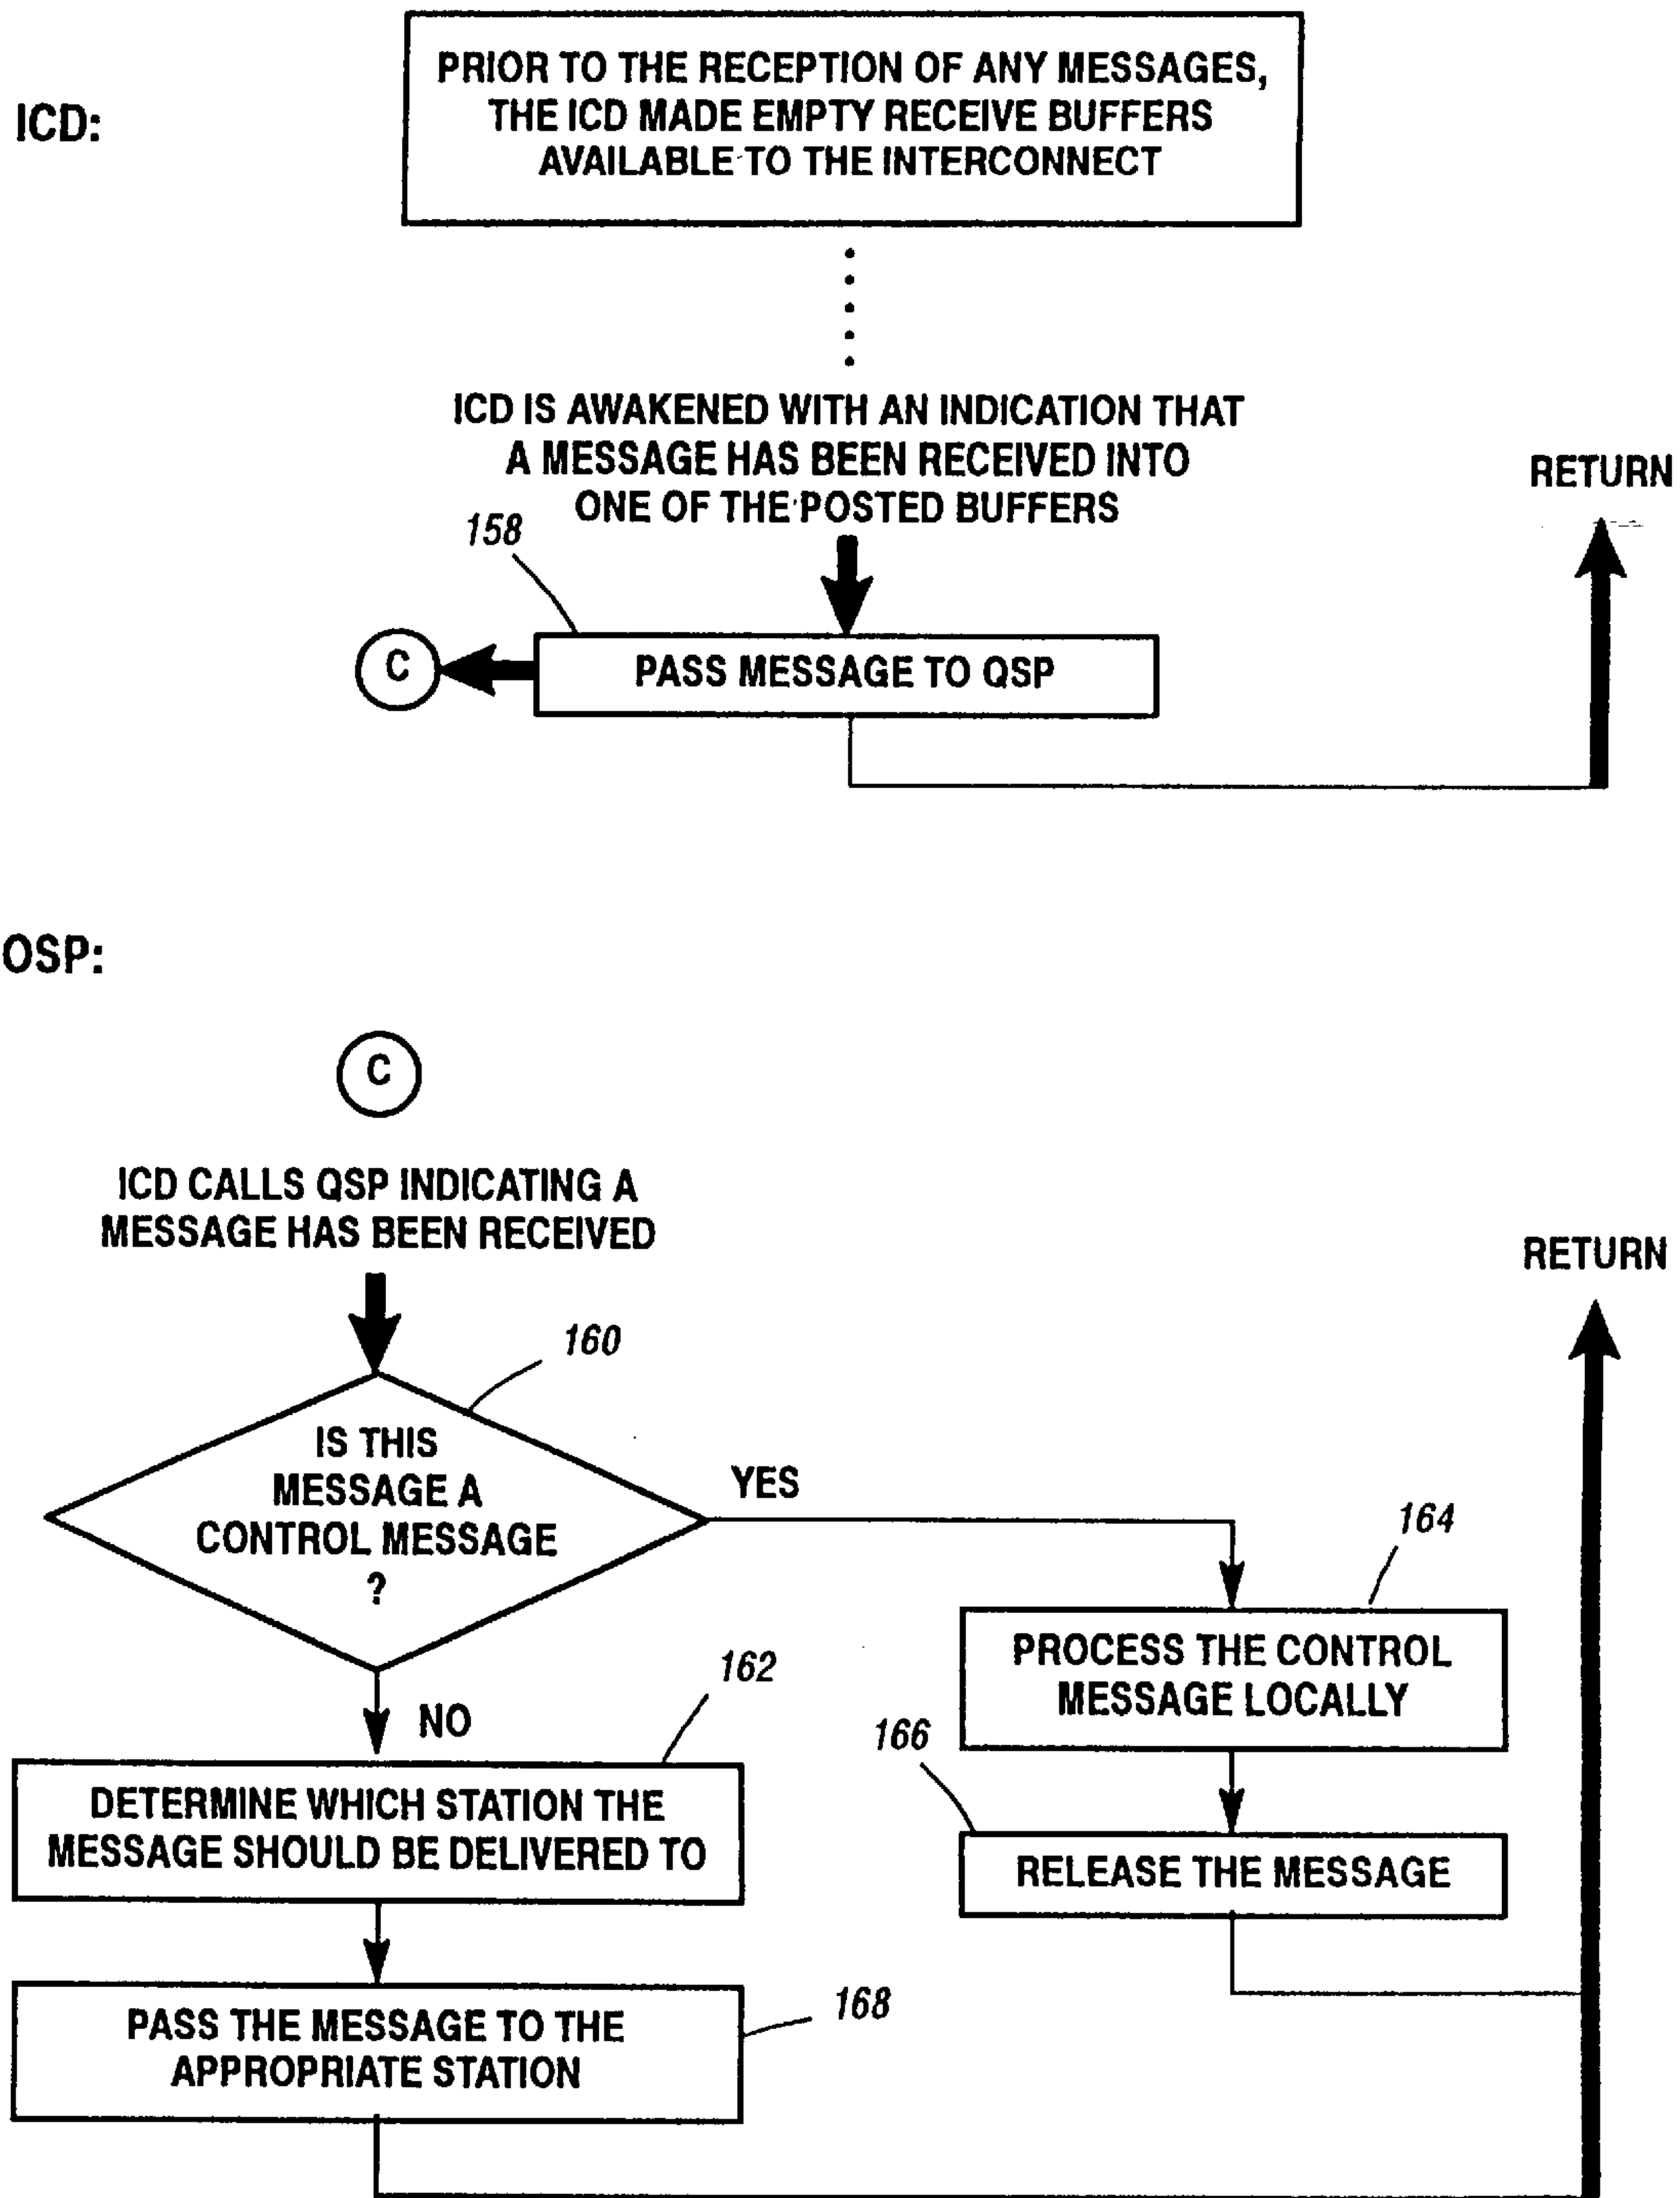 ICD:
PRIOR TO THE RECEPTION OF ANY MESSAGES,
THE ICD MADE EMPTY RECEIVE BUFFERS
AVAILABLE TO THE INTERCONNECT
ICD IS AWAKENED WITH AN INDICATION THAT
A MESSAGE HAS BEEN RECEIVED INTO
ONE OF THE POSTED BUFFERS
RETURN
158
C
PASS MESSAGE TO QSP
OSP:
C
ICD CALLS QSP INDICATING A
MESSAGE HAS BEEN RECEIVED
RETURN
160
IS THIS
MESSAGE A
CONTROL MESSAGE
?
YES
164
PROCESS THE CONTROL
MESSAGE LOCALLY
NO
162
166
DETERMINE WHICH STATION THE
MESSAGE SHOULD BE DELIVERED TO
RELEASE THE MESSAGE
168
PASS THE MESSAGE TO THE
APPROPRIATE STATION